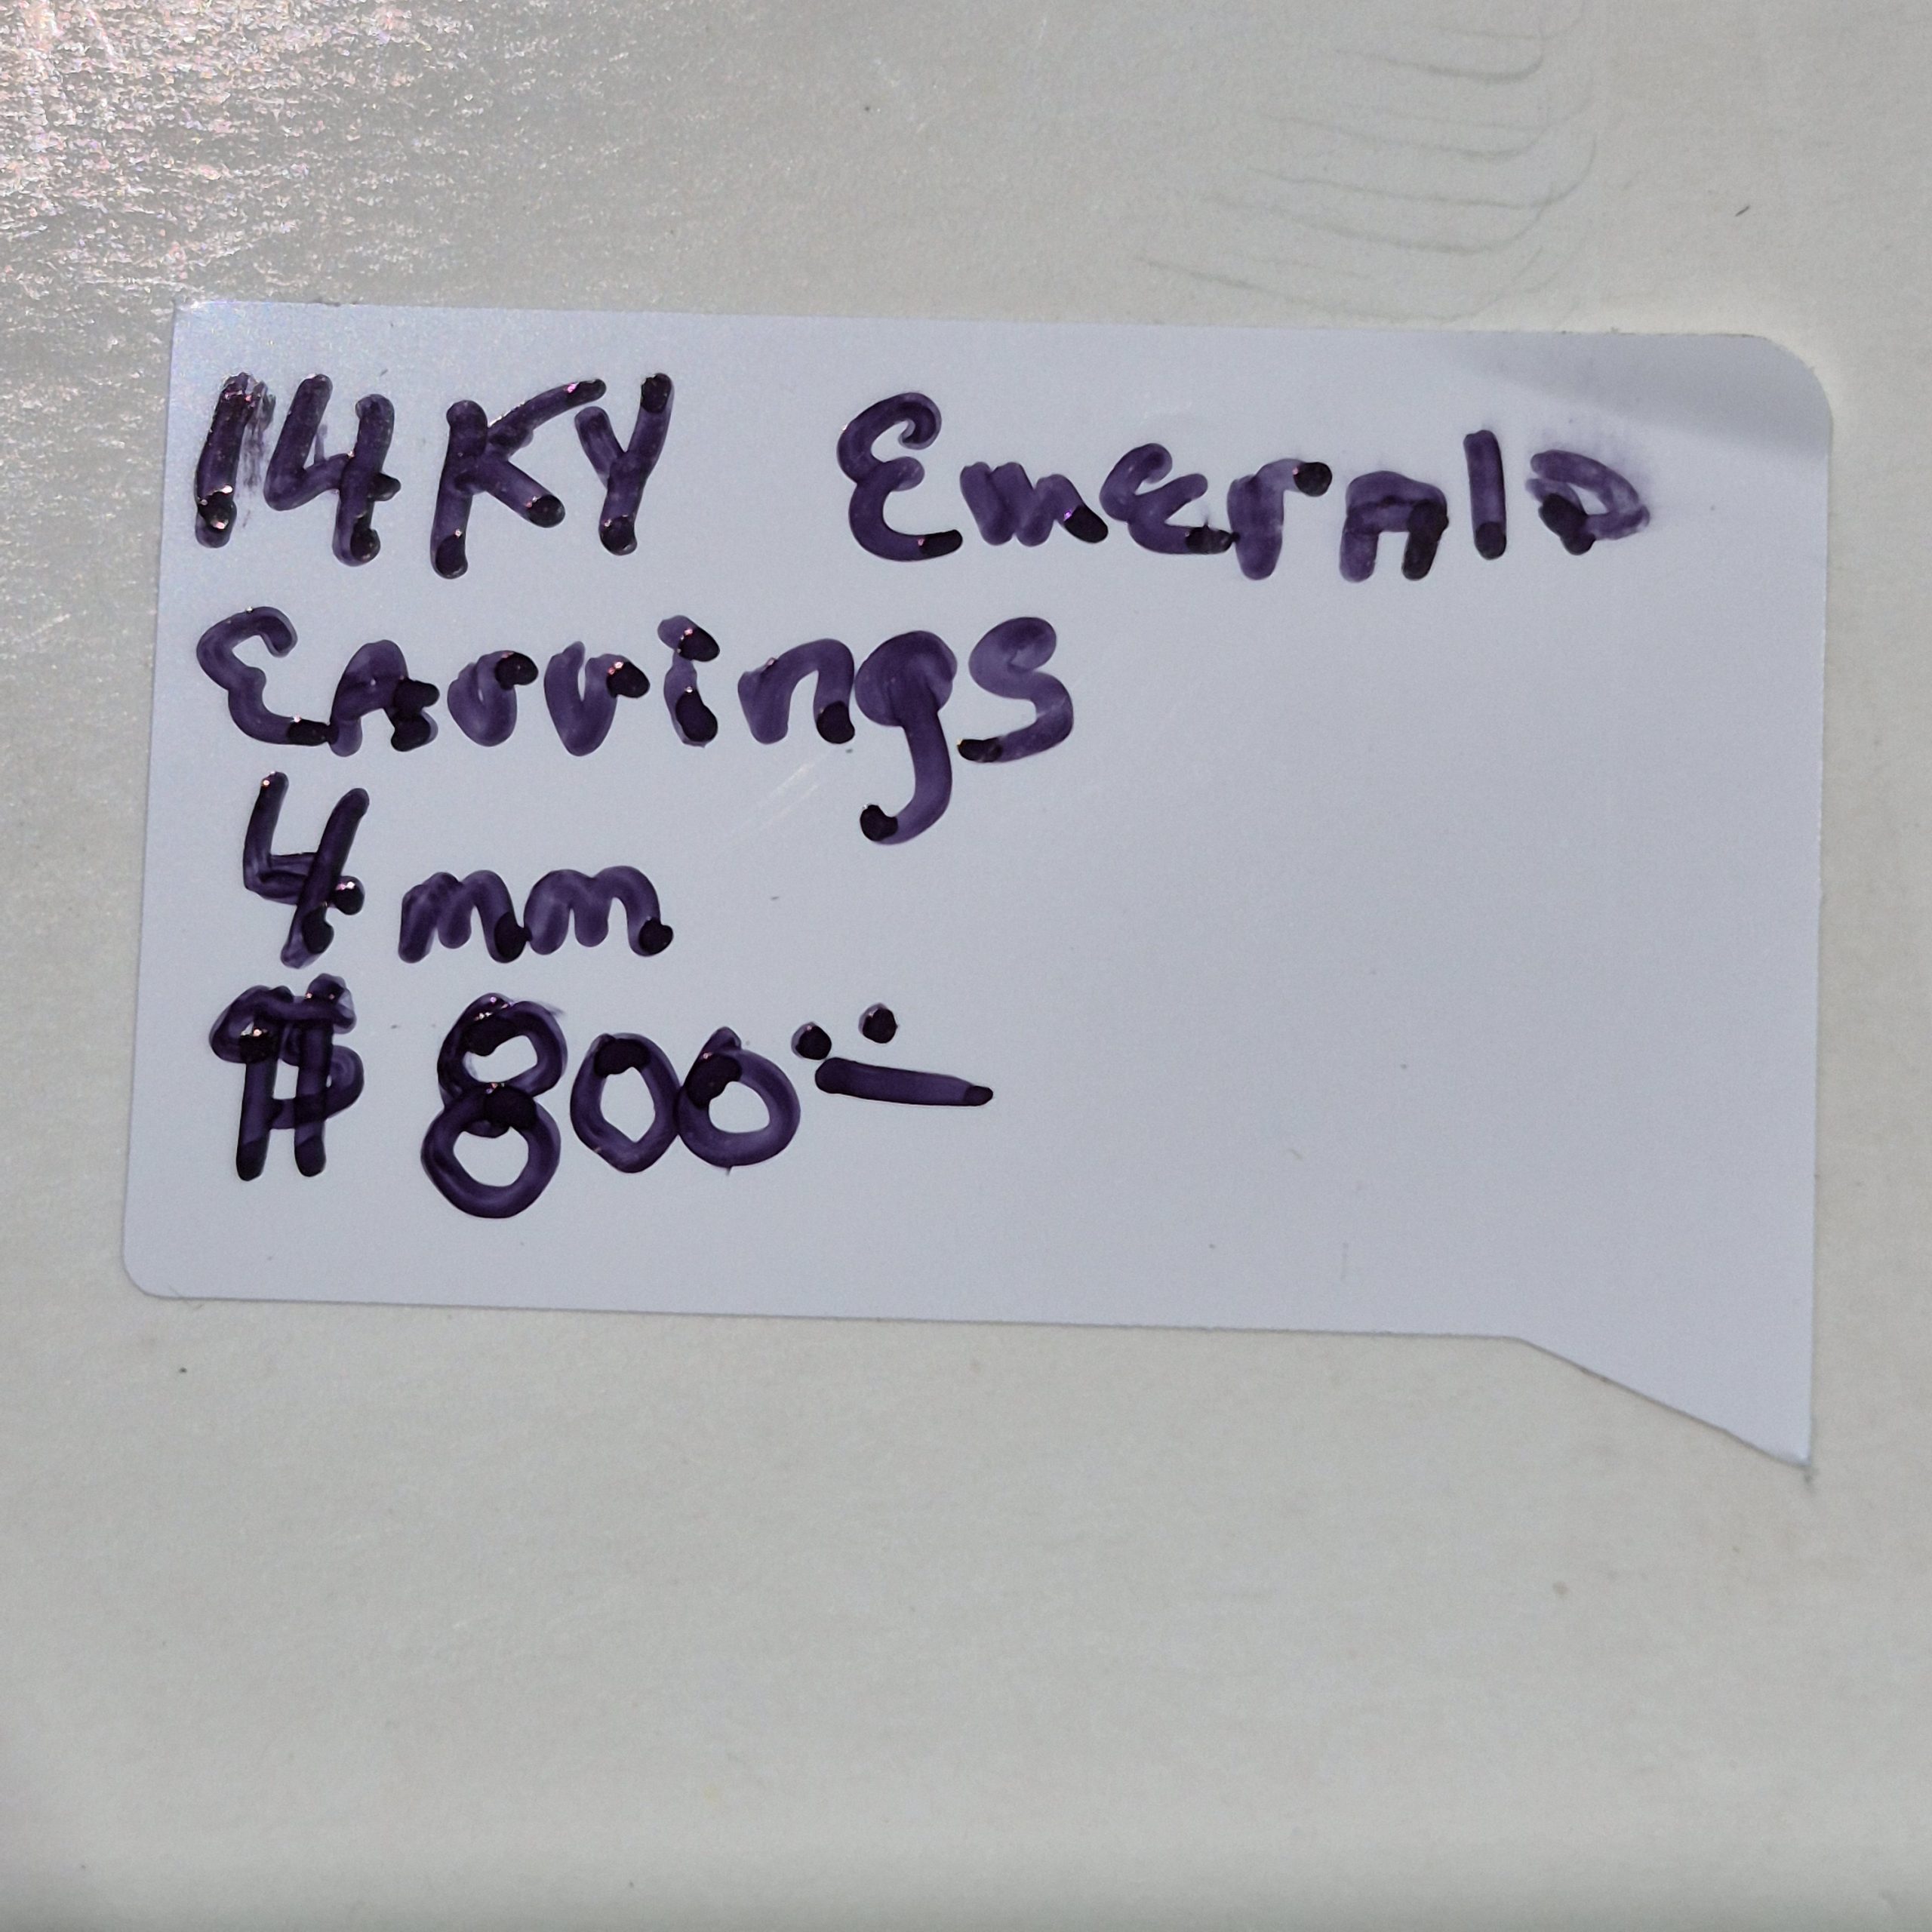 14KY Emerald
Earrings
4mm
$ 800..—